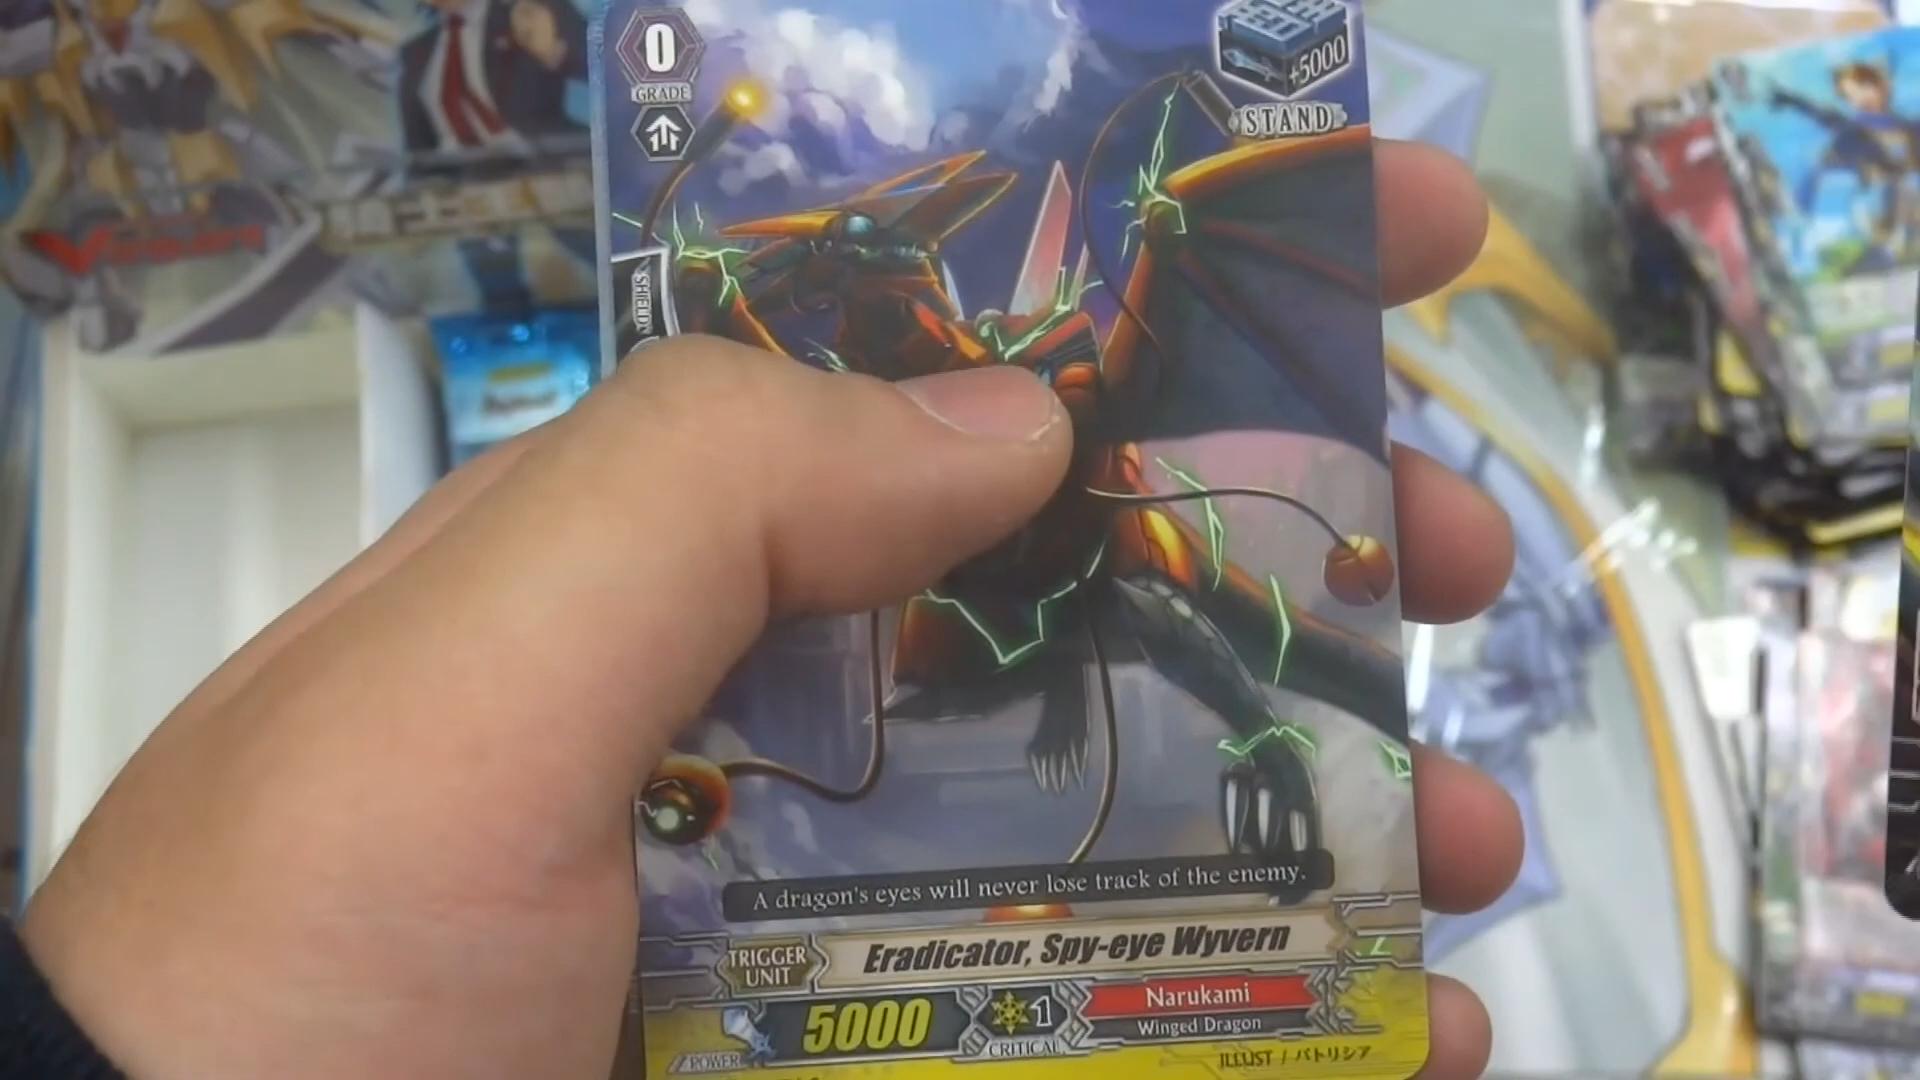 0
GRADE
+5000
STAND
SHIELD
A dragon's eyes will never lose track of the enemy.
TRIGGER
UNIT
Eradicator, Spy-eye Wyvern
5000
POWER
1
CRITICAL
Narukami
Winged Dragon
ILLUST / パトリシア